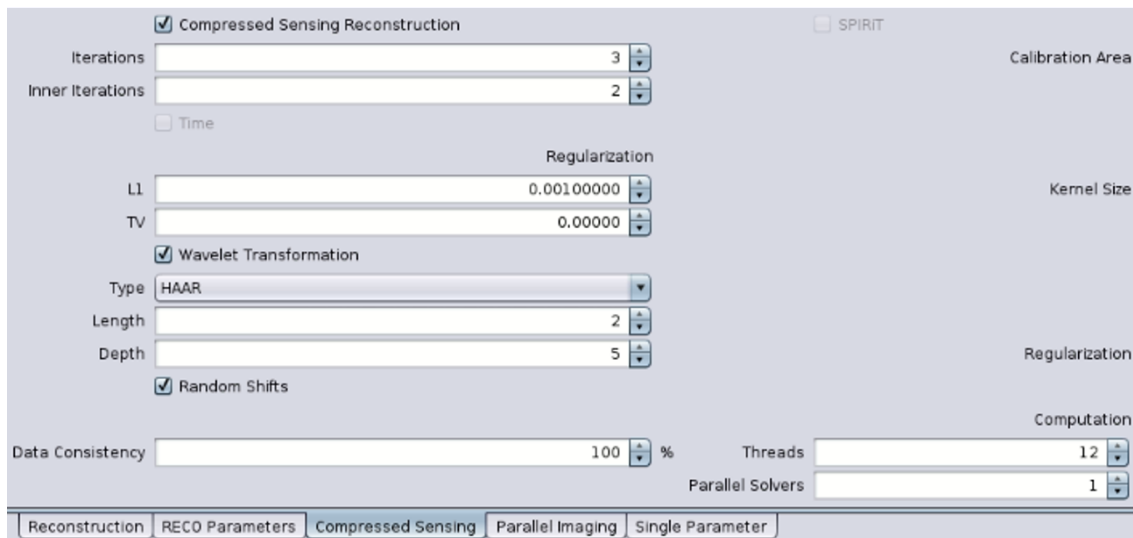 Compressed Sensing Reconstruction SPIRiT
Iterations 3 Calibration Area
Inner Iterations 2
Time
Regularization
L1 0.00100000 Kernel Size
TV 0.00000
Wavelet Transformation
Type HAAR
Length 2
Depth 5 Regularization
Random Shifts
Computation
Data Consistency 100 % Threads 12
Parallel Solvers 1
Reconstruction RECO Parameters Compressed Sensing Parallel Imaging Single Parameter